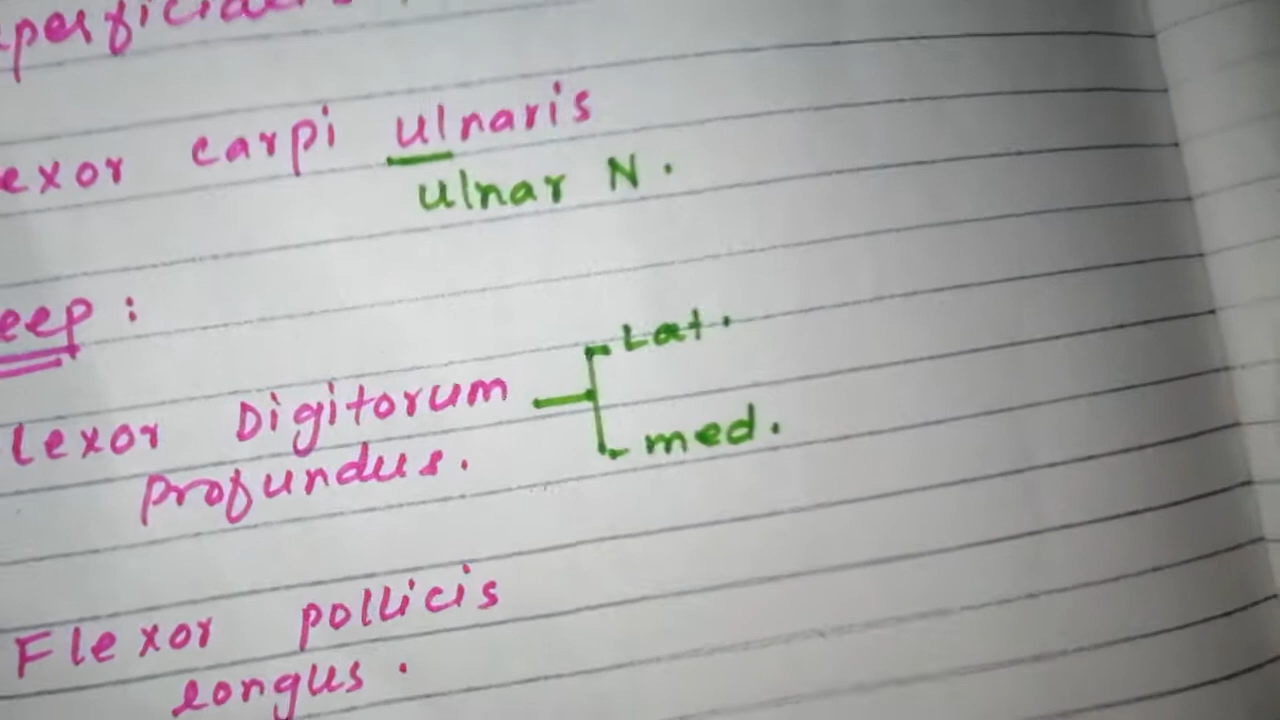 exor carpi ulnaris
ulnar N.
eep :
lexor Digitorum
Profundus.
Lat.
med.
Flexor pollicis
longus.